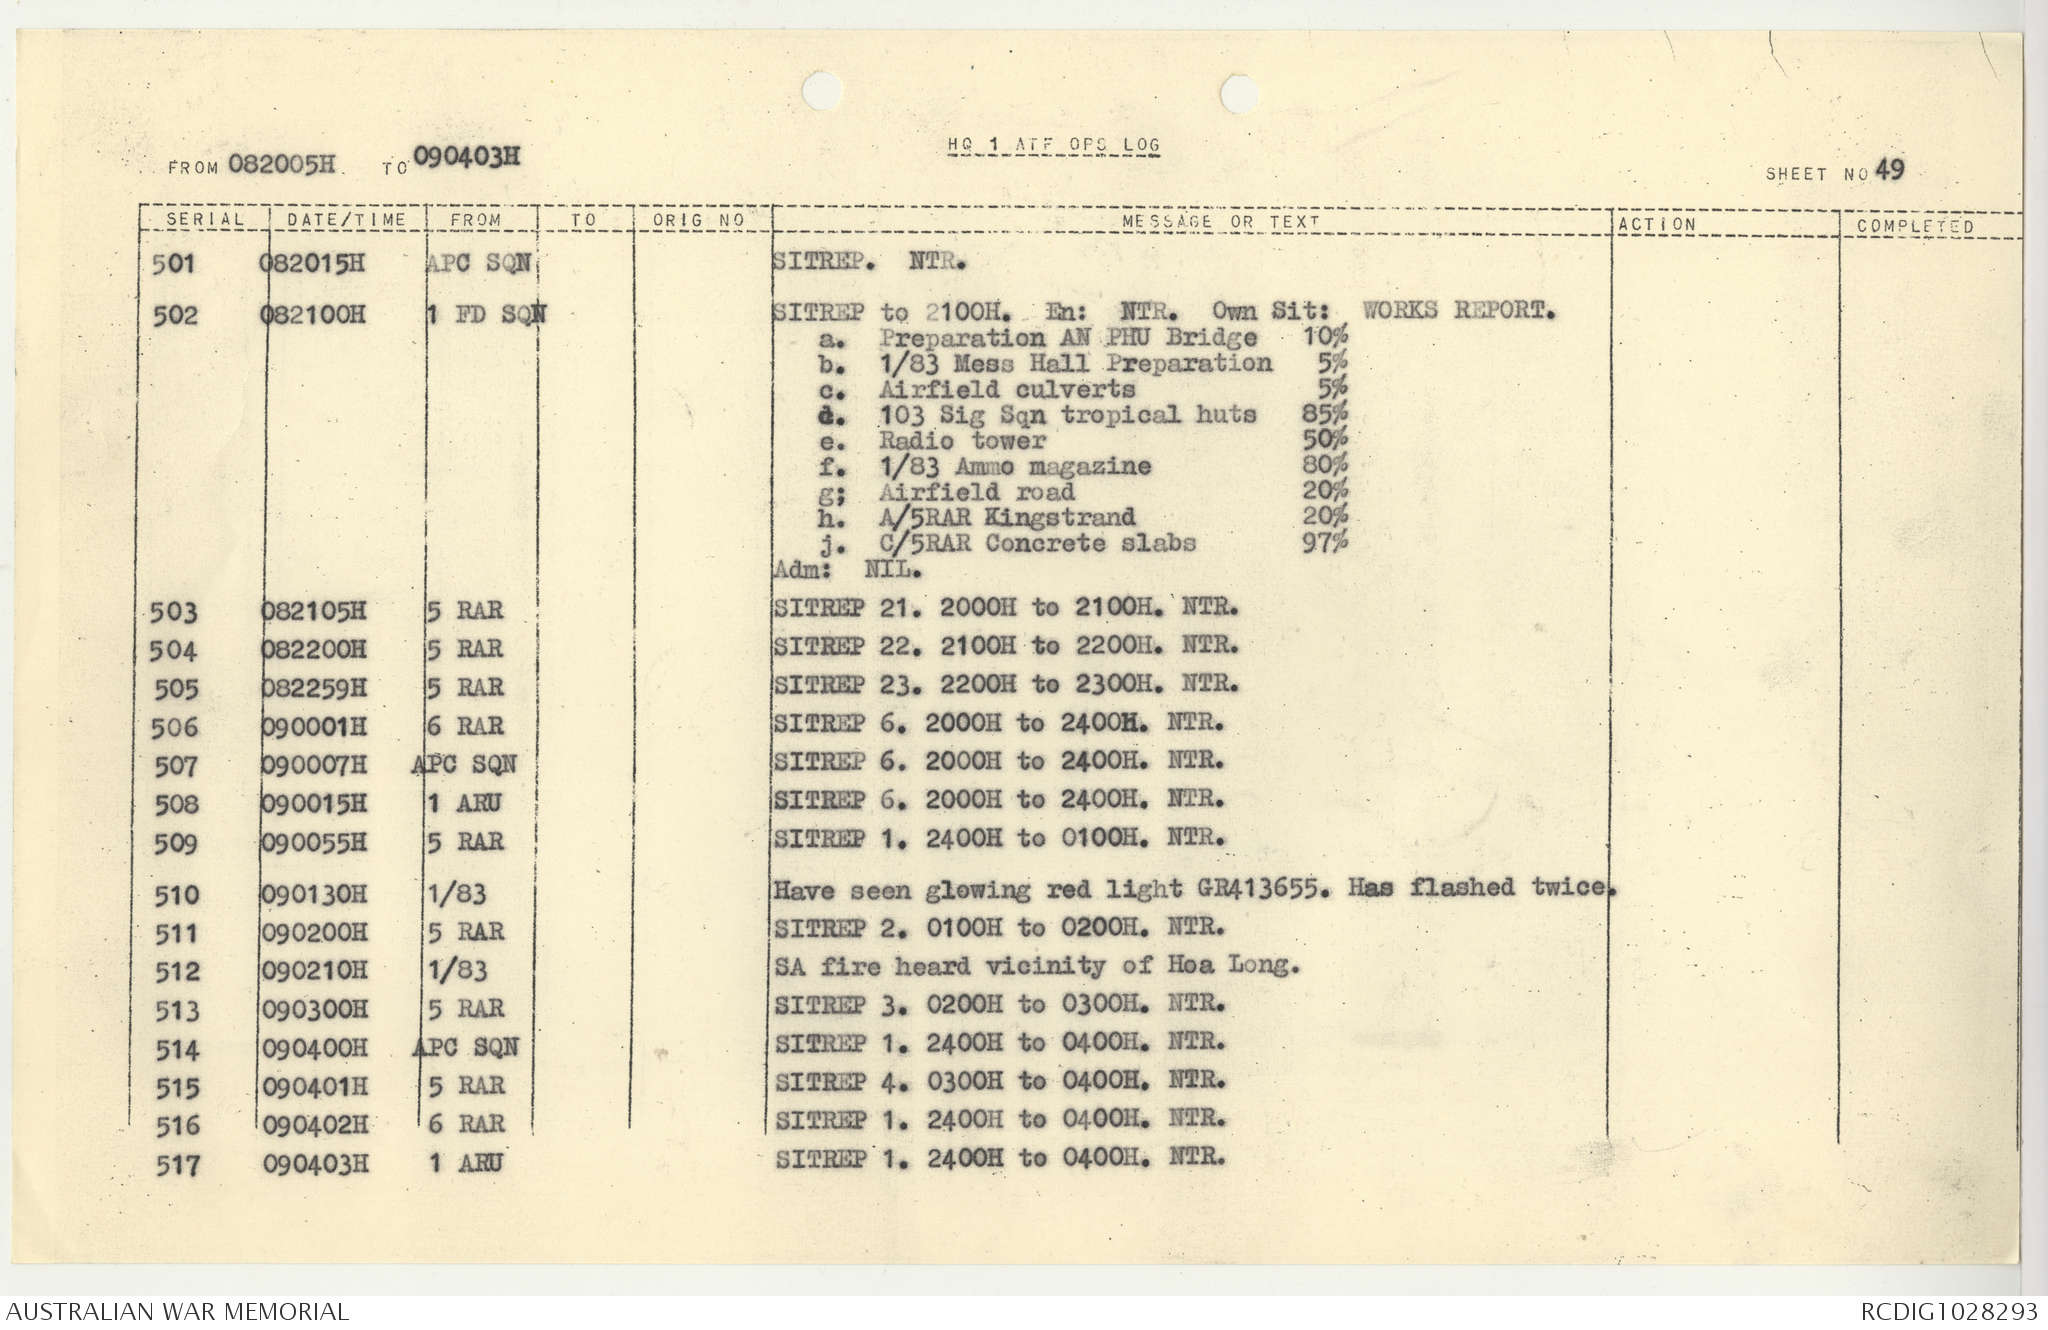 HQ 1 ATF OPS LOG
FROM 082005H. TO 090403H
SHEET NO 49
SERIAL DATE/TIME FROM TO ORIG NO MESSAGE OR TEXT ACTION COMPLETED
501 082015H APC SQN SITREP. NTR.
502 082100H 1 FD SQN SITREP to 2100H. En: NTR. Own Sit: WORKS REPORT.
a. Preparation AN PHU Bridge 10%
b. 1/83 Mess Hall Preparation 5%
c. Airfield culverts 5%
d. 103 Sig Sqn tropical huts 85%
e. Radio tower 50%
f. 1/83 Ammo magazine 80%
g; Airfield road 20%
h. A/5RAR Kingstrand 20%
j. C/5RAR Concrete slabs 97%
Adm: NIL.
503 082105H 5 RAR SITREP 21. 2000H to 2100H. NTR.
504 082200H 5 RAR SITREP 22. 2100H to 2200H. NTR.
505 082259H 5 RAR SITREP 23. 2200H to 2300H. NTR.
506 090001H 6 RAR SITREP 6. 2000H to 2400H. NTR.
507 090007H APC SQN SITREP 6. 2000H to 2400H. NTR.
508 090015H 1 ARU SITREP 6. 2000H to 2400H. NTR.
509 090055H 5 RAR SITREP 1. 2400H to 0100H. NTR.
510 090130H 1/83 Have seen glowing red light GR413655. Has flashed twice.
511 090200H 5 RAR SITREP 2. 0100H to 0200H. NTR.
512 090210H 1/83 SA fire heard vicinity of Hoa Long.
513 090300H 5 RAR SITREP 3. 0200H to 0300H. NTR.
514 090400H APC SQN SITREP 1. 2400H to 0400H. NTR.
515 090401H 5 RAR SITREP 4. 0300H to 0400H. NTR.
516 090402H 6 RAR SITREP 1. 2400H to 0400H. NTR.
517 090403H 1 ARU SITREP 1. 2400H to 0400H. NTR.
AUSTRALIAN WAR MEMORIAL
RCDIG1028293